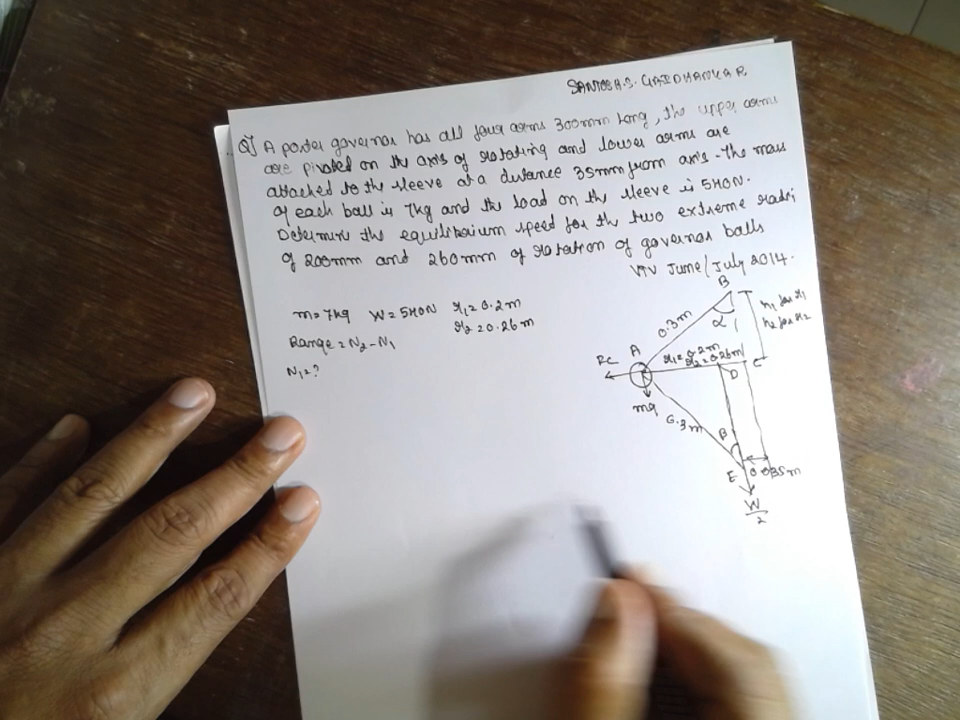 SANTOSH.S. GAIDHANKAR
Q) A porter governor has all four arms 300mm long, the upper arms
are pivoted on the axis of rotating and lower arms are
attached to the sleeve at a distance 35mm from axis. The mass
of each ball is 7kg and the load on the sleeve is 540N.
Determine the equilibrium speed for the two extreme radii
of 200mm and 260mm of rotation of governor balls
VTU June/July 2014.
m = 7kg W = 540N r1 = 0.2m
r2 = 0.26m
Range = N2 - N1
N1 = ?
B
0.3m
α
h1 for r1
h2 for r2
A
r1 = 0.2m
r2 = 0.26m
Fc
D
C
mg
0.3m
β
E
0.035m
W/2